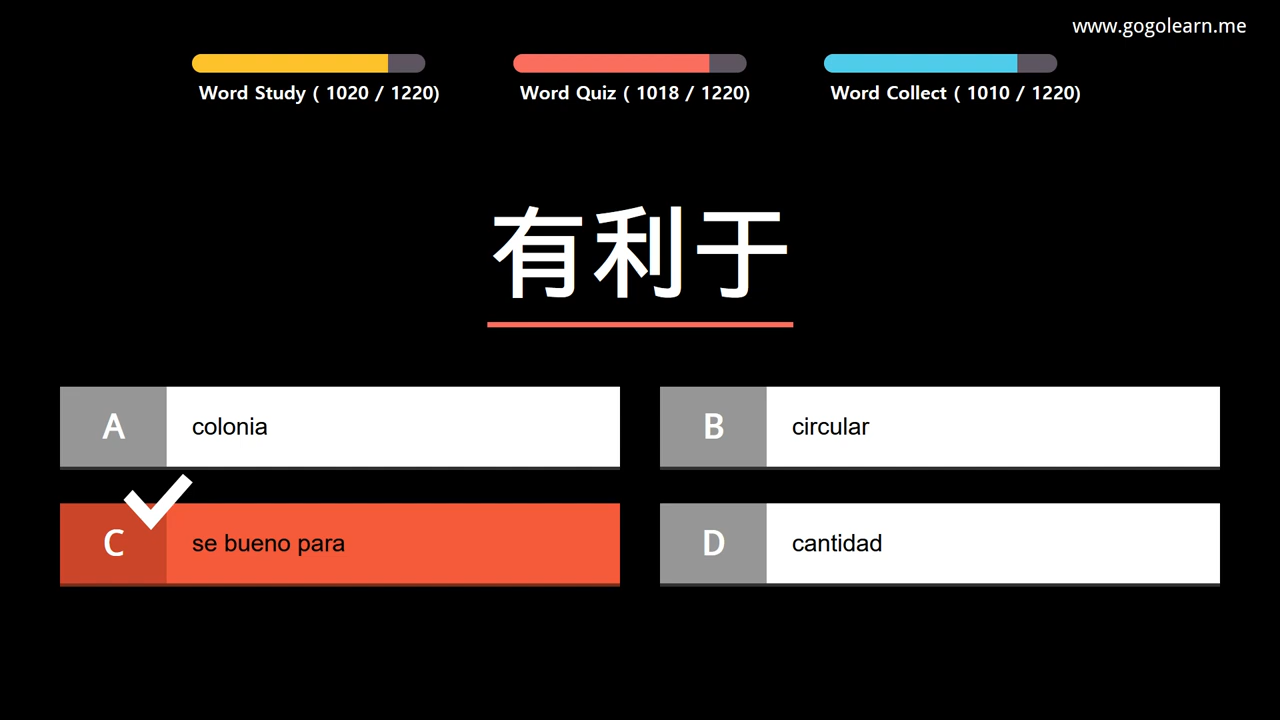 www.gogolearn.me
Word Study ( 1020 / 1220)
Word Quiz ( 1018 / 1220)
Word Collect ( 1010 / 1220)
有利于
A colonia
B circular
C se bueno para
D cantidad